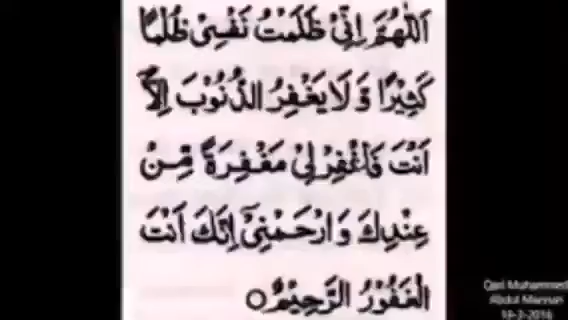 اَللّٰهُمَّ اِنِّىْ ظَلَمْتُ نَفْسِىْ ظُلْمًا
كَثِيْرًا وَّ لَا يَغْفِرُ الذُّنُوْبَ اِلَّا
اَنْتَ فَاغْفِرْ لِىْ مَغْفِرَةً مِّنْ
عِنْدِكَ وَ ارْحَمْنِىْٓ اِنَّكَ اَنْتَ
الْغَفُوْرُ الرَّحِيْمُ ○
Qari Muhammed
Abdul Mannan
19-3-2016